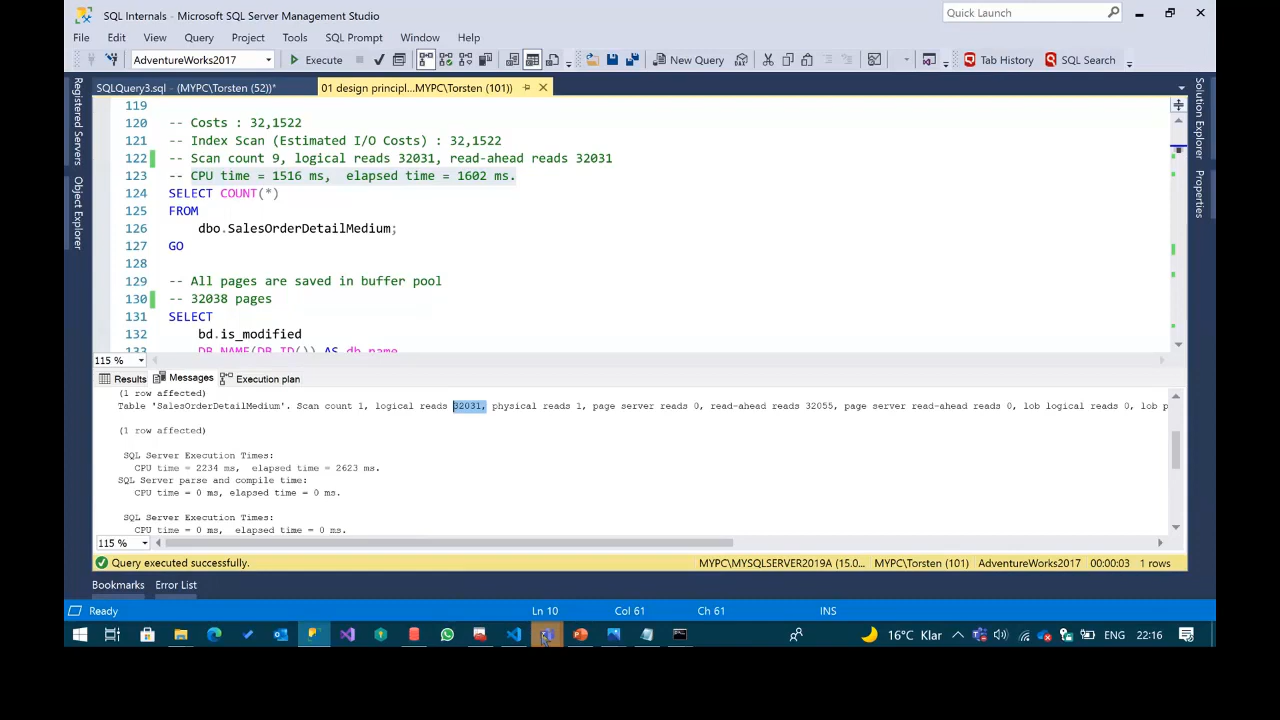 SQL Internals - Microsoft SQL Server Management Studio
Quick Launch
File Edit View Query Project Tools SQL Prompt Window Help
AdventureWorks2017 Execute New Query Tab History SQL Search
SQLQuery3.sql - (MYPC\Torsten (52))* 01 design principl...MYPC\Torsten (101))
Registered Servers
Object Explorer
Solution Explorer
Properties
119
120 -- Costs : 32,1522
121 -- Index Scan (Estimated I/O Costs) : 32,1522
122 -- Scan count 9, logical reads 32031, read-ahead reads 32031
123 -- CPU time = 1516 ms, elapsed time = 1602 ms.
124 SELECT COUNT(*)
125 FROM
126 dbo.SalesOrderDetailMedium;
127 GO
128
129 -- All pages are saved in buffer pool
130 -- 32038 pages
131 SELECT
132 bd.is_modified
133 DB_NAME(DB_ID()) AS db_name
115 %
Results Messages Execution plan
(1 row affected)
Table 'SalesOrderDetailMedium'. Scan count 1, logical reads 32031, physical reads 1, page server reads 0, read-ahead reads 32055, page server read-ahead reads 0, lob logical reads 0, lob p
(1 row affected)
SQL Server Execution Times:
CPU time = 2234 ms, elapsed time = 2623 ms.
SQL Server parse and compile time:
CPU time = 0 ms, elapsed time = 0 ms.
SQL Server Execution Times:
CPU time = 0 ms, elapsed time = 0 ms.
115 %
Query executed successfully. MYPC\MYSQLSERVER2019A (15.0... MYPC\Torsten (101) AdventureWorks2017 00:00:03 1 rows
Bookmarks Error List
Ready Ln 10 Col 61 Ch 61 INS
16°C Klar ENG 22:16